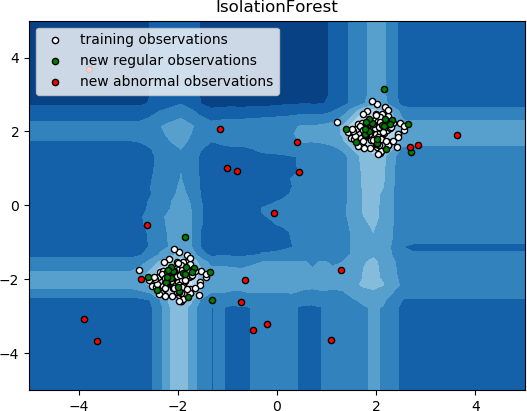 IsolationForest
training observations
new regular observations
new abnormal observations
4
2
0
−2
−4
−4 −2 0 2 4